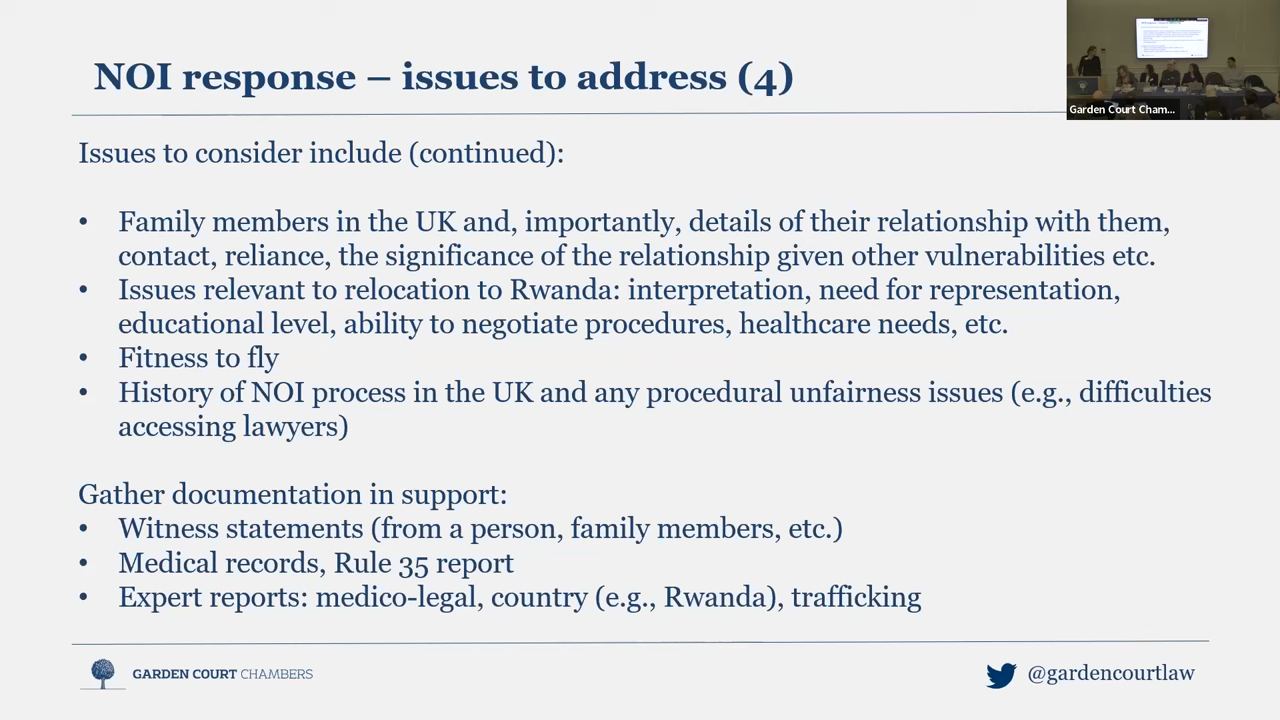 NOI response – issues to address (4)
Garden Court Cham...
Issues to consider include (continued):
• Family members in the UK and, importantly, details of their relationship with them,
contact, reliance, the significance of the relationship given other vulnerabilities etc.
• Issues relevant to relocation to Rwanda: interpretation, need for representation,
educational level, ability to negotiate procedures, healthcare needs, etc.
• Fitness to fly
• History of NOI process in the UK and any procedural unfairness issues (e.g., difficulties
accessing lawyers)
Gather documentation in support:
• Witness statements (from a person, family members, etc.)
• Medical records, Rule 35 report
• Expert reports: medico-legal, country (e.g., Rwanda), trafficking
GARDEN COURT CHAMBERS
@gardencourtlaw